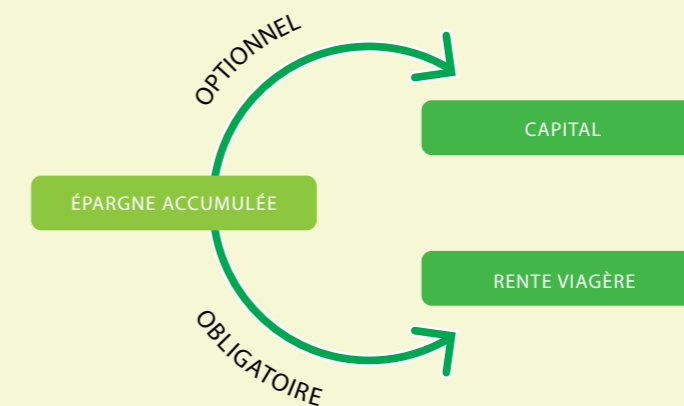 OPTIONNEL
CAPITAL
ÉPARGNE ACCUMULÉE
RENTE VIAGÈRE
OBLIGATOIRE